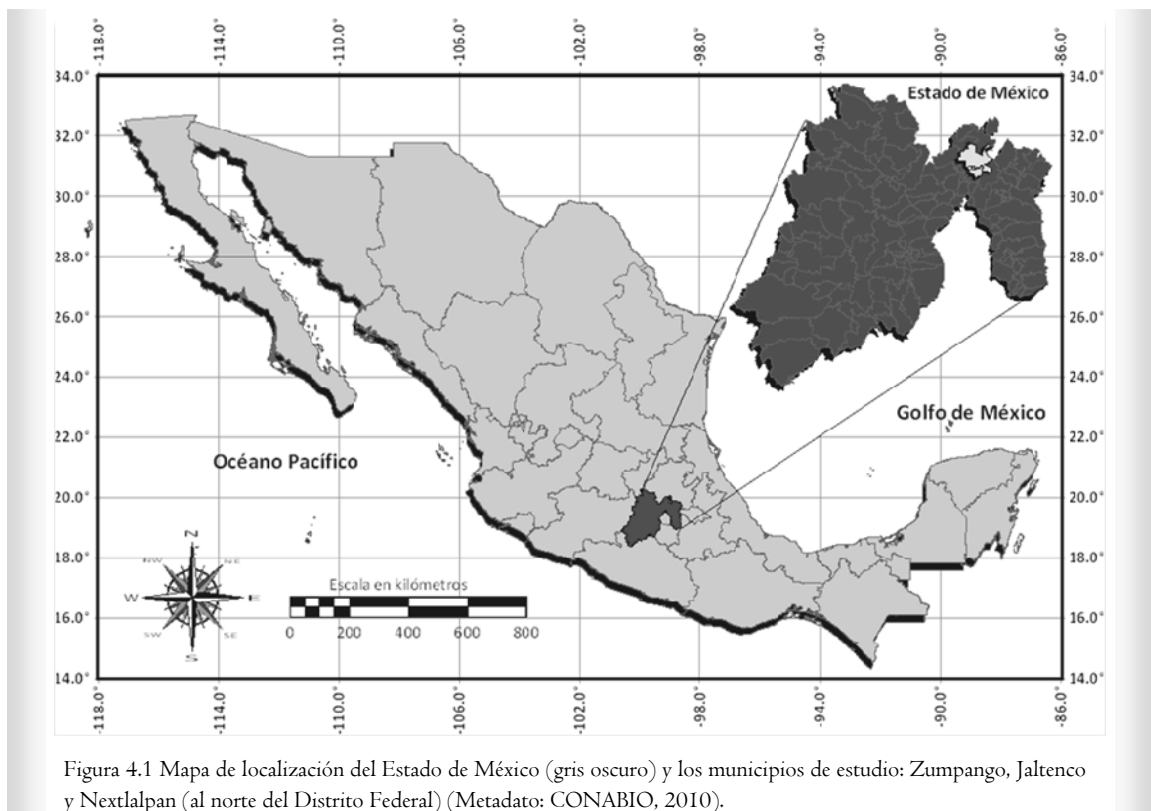 -118.0°
-114.0°
-110.0°
-106.0°
-102.0°
-98.0°
-94.0°
-90.0°
-86.0°
34.0°
34.0°
Estado de México
32.0°
32.0°
30.0°
30.0°
28.0°
28.0°
26.0°
26.0°
24.0°
24.0°
Golfo de México
22.0°
22.0°
Océano Pacífico
20.0°
20.0°
18.0°
18.0°
N
NW
NE
W
E
SW
SE
S
Escala en kilómetros
0 200 400 600 800
16.0°
16.0°
14.0°
14.0°
-118.0°
-114.0°
-110.0°
-106.0°
-102.0°
-98.0°
-94.0°
-90.0°
-86.0°
Figura 4.1 Mapa de localización del Estado de México (gris oscuro) y los municipios de estudio: Zumpango, Jaltenco
y Nextlalpan (al norte del Distrito Federal) (Metadato: CONABIO, 2010).